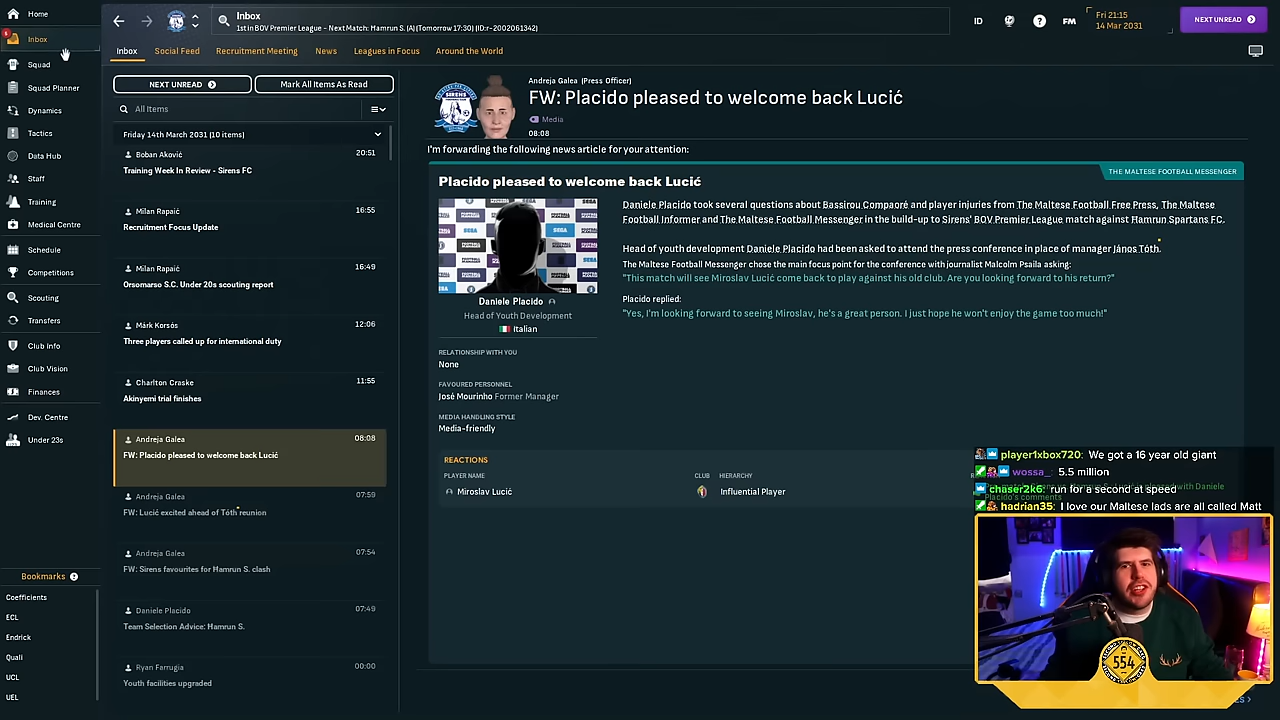 Home
Inbox
Squad
Squad Planner
Dynamics
Tactics
Data Hub
Staff
Training
Medical Centre
Schedule
Competitions
Scouting
Transfers
Club Info
Club Vision
Finances
Dev. Centre
Under 23s
Bookmarks
Coefficients
ECL
Endrick
Quali
UCL
UEL
Inbox
1st in BOV Premier League - Next Match: Hamrun S. (A) (Tomorrow 17:30) (ID:r-2002061342)
ID
FM
Fri 21:15
14 Mar 2031
NEXT UNREAD
Inbox
Social Feed
Recruitment Meeting
News
Leagues in Focus
Around the World
NEXT UNREAD
Mark All Items As Read
All Items
Friday 14th March 2031 (10 items)
Boban Aković 20:51
Training Week In Review - Sirens FC
Milan Rapaić 16:55
Recruitment Focus Update
Milan Rapaić 16:49
Orsomarso S.C. Under 20s scouting report
Márk Korsós 12:06
Three players called up for international duty
Charlton Craske 11:55
Akinyemi trial finishes
Andreja Galea 08:08
FW: Placido pleased to welcome back Lucić
Andreja Galea 07:59
FW: Lucić excited ahead of Tóth reunion
Andreja Galea 07:54
FW: Sirens favourites for Hamrun S. clash
Daniele Placido 07:49
Team Selection Advice: Hamrun S.
Ryan Farrugia 00:00
Youth facilities upgraded
SIRENS
Andreja Galea (Press Officer)
FW: Placido pleased to welcome back Lucić
Media
08:08
I'm forwarding the following news article for your attention:
THE MALTESE FOOTBALL MESSENGER
Placido pleased to welcome back Lucić
Daniele Placido took several questions about Bassirou Compaoré and player injuries from The Maltese Football Free Press, The Maltese
Football Informer and The Maltese Football Messenger in the build-up to Sirens' BOV Premier League match against Hamrun Spartans FC.
Head of youth development Daniele Placido had been asked to attend the press conference in place of manager János Tóth.
The Maltese Football Messenger chose the main focus point for the conference with journalist Malcolm Psaila asking:
"This match will see Miroslav Lucić come back to play against his old club. Are you looking forward to his return?"
Placido replied:
"Yes, I'm looking forward to seeing Miroslav, he's a great person. I just hope he won't enjoy the game too much!"
Daniele Placido
Head of Youth Development
Italian
RELATIONSHIP WITH YOU
None
FAVOURED PERSONNEL
José Mourinho Former Manager
MEDIA HANDLING STYLE
Media-friendly
REACTIONS
PLAYER NAME
CLUB
HIERARCHY
Miroslav Lucić
Influential Player
player1xbox720: We got a 16 year old giant
wossa_: 5.5 million
chaser2k6: run for a second at speed
hadrian35: I love our Maltese lads are all called Matt
with Daniele
Placido's comments
554